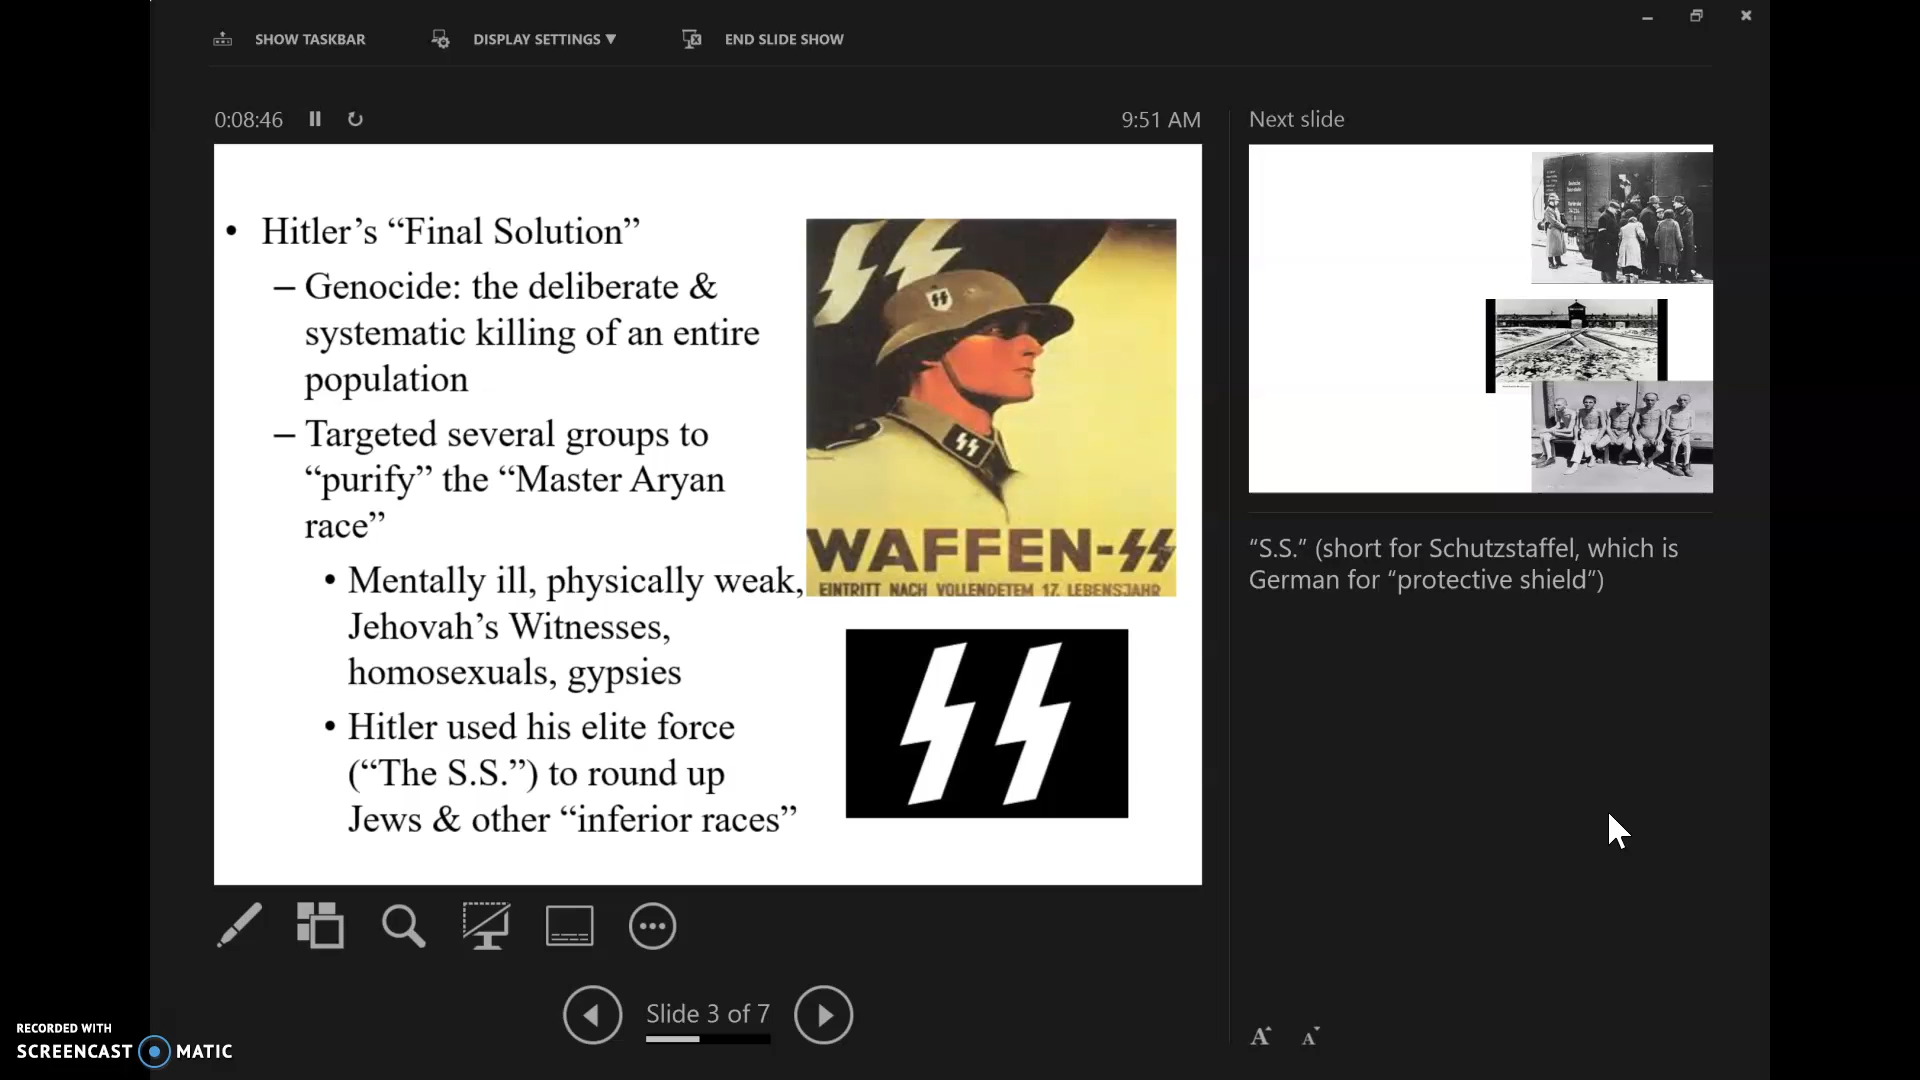 SHOW TASKBAR
DISPLAY SETTINGS ▼
END SLIDE SHOW
0:08:46
9:51 AM
Next slide
• Hitler’s “Final Solution”
– Genocide: the deliberate &
systematic killing of an entire
population
– Targeted several groups to
“purify” the “Master Aryan
race”
• Mentally ill, physically weak,
Jehovah’s Witnesses,
homosexuals, gypsies
• Hitler used his elite force
(“The S.S.”) to round up
Jews & other “inferior races”
SS
SS
SS
WAFFEN-SS
EINTRITT NACH VOLLENDETEM 17. LEBENSJAHR
SS
“S.S.” (short for Schutzstaffel, which is
German for “protective shield”)
Slide 3 of 7
A A
RECORDED WITH
SCREENCAST MATIC